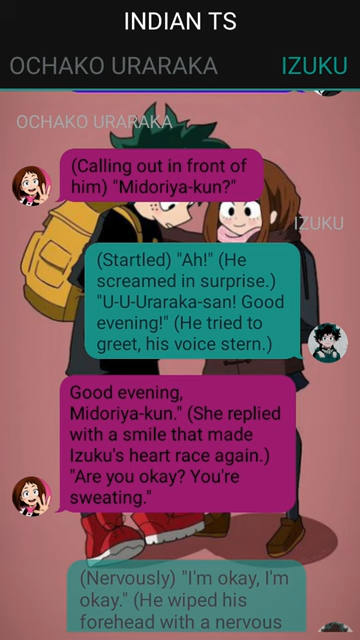 INDIAN TS
OCHAKO URARAKA IZUKU
OCHAKO URARAKA
(Calling out in front of
him) "Midoriya-kun?"
IZUKU
(Startled) "Ah!" (He
screamed in surprise.)
"U-U-Uraraka-san! Good
evening!" (He tried to
greet, his voice stern.)
Good evening,
Midoriya-kun." (She replied
with a smile that made
Izuku's heart race again.)
"Are you okay? You're
sweating."
(Nervously) "I'm okay, I'm
okay." (He wiped his
forehead with a nervous